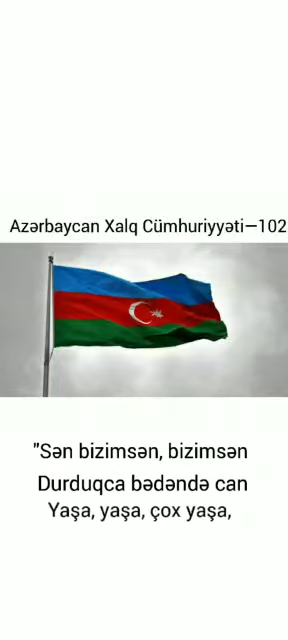 Azərbaycan Xalq Cümhuriyyəti—102
"Sən bizimsən, bizimsən
Durduqca bədəndə can
Yaşa, yaşa, çox yaşa,